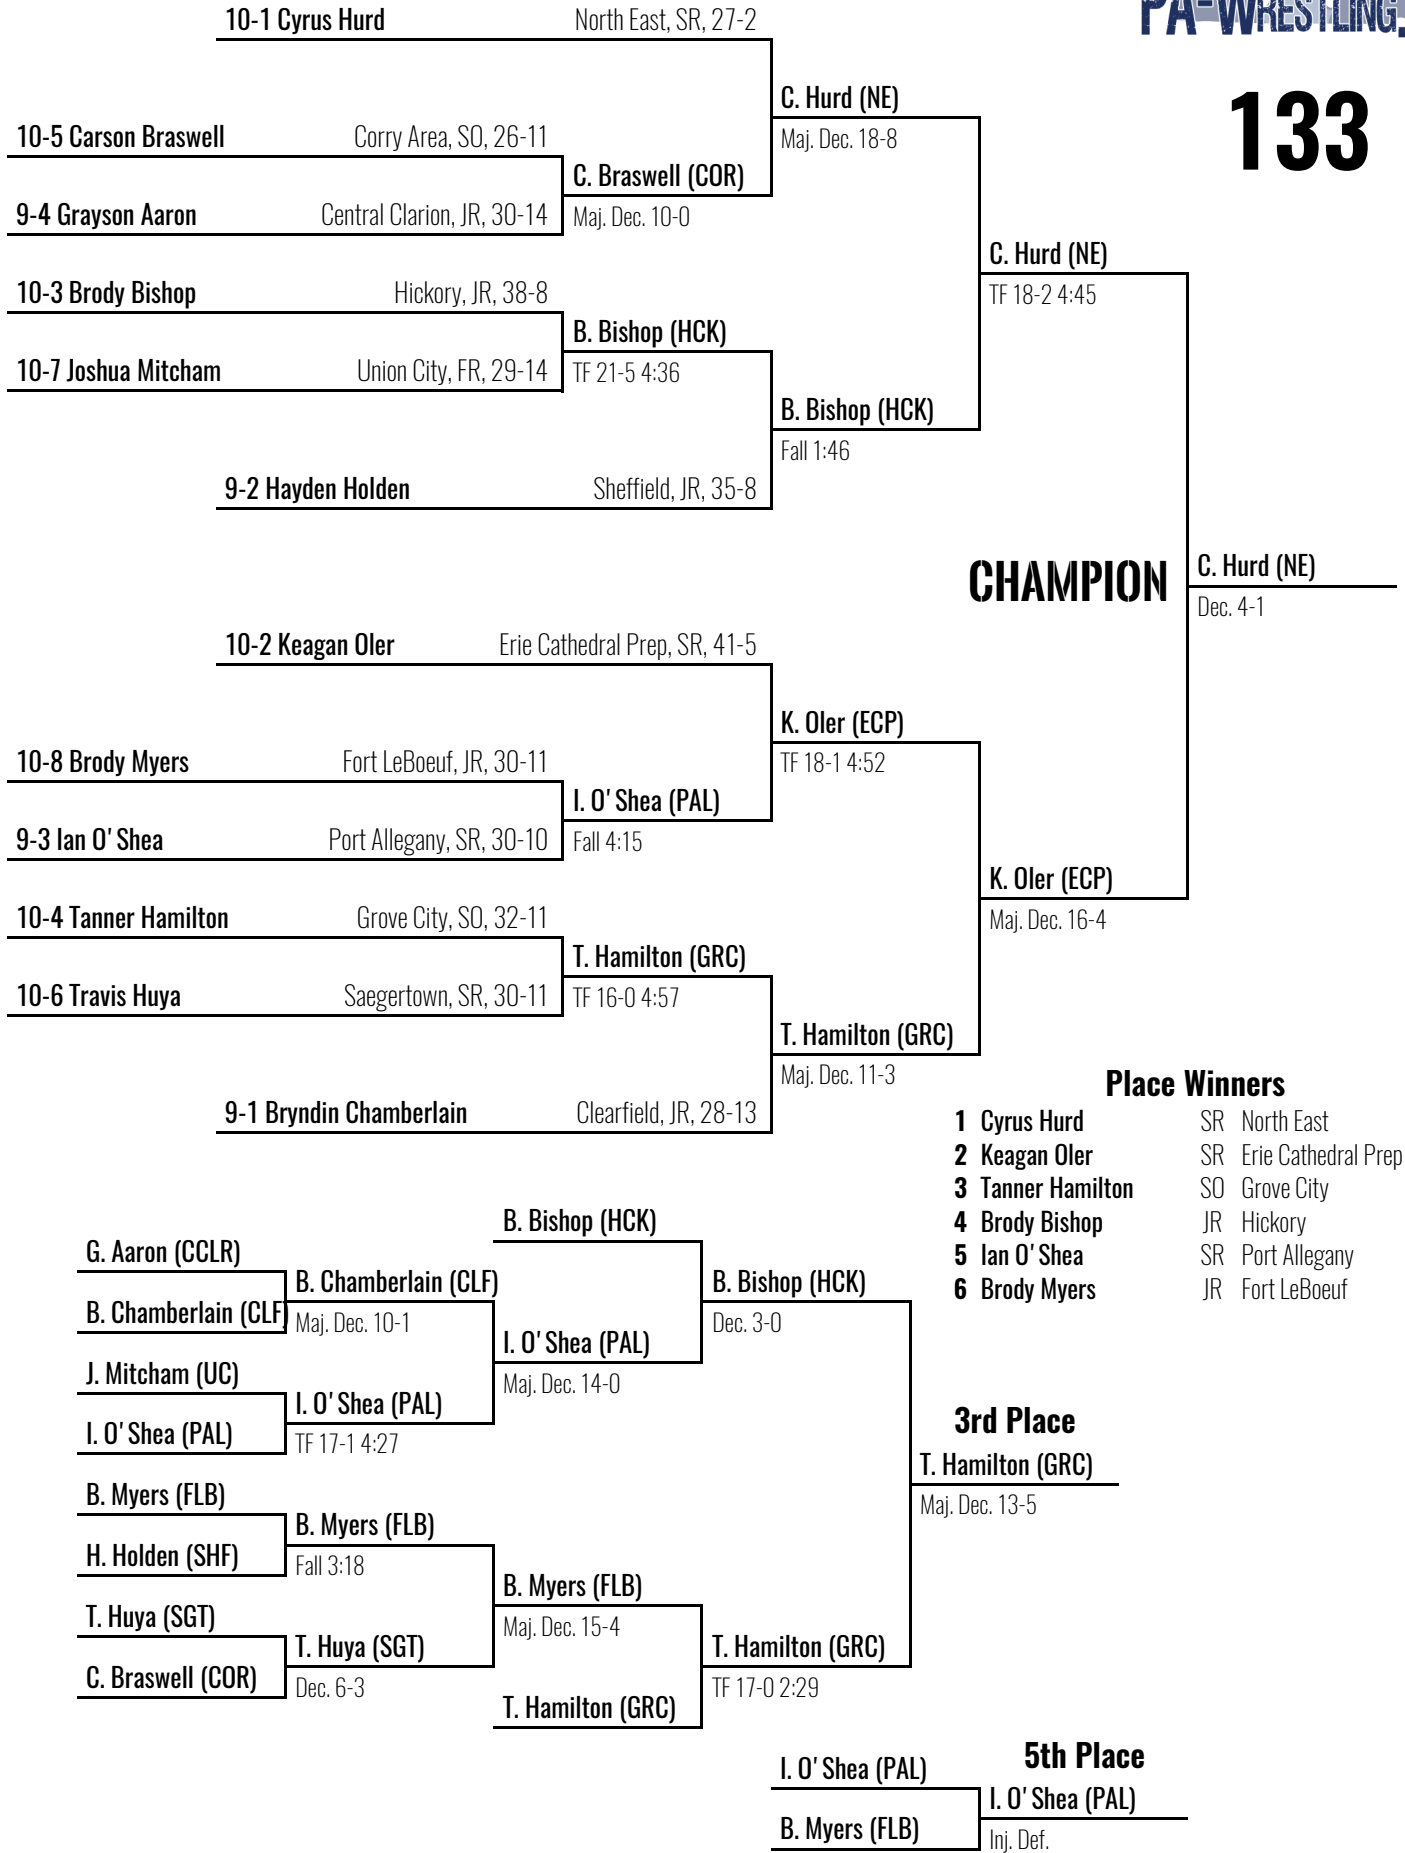 10-1 Cyrus Hurd North East, SR, 27-2
PA-WRESTLING.
133
C. Hurd (NE)
Maj. Dec. 18-8
10-5 Carson Braswell Corry Area, SO, 26-11
C. Braswell (COR)
Maj. Dec. 10-0
9-4 Grayson Aaron Central Clarion, JR, 30-14
C. Hurd (NE)
TF 18-2 4:45
10-3 Brody Bishop Hickory, JR, 38-8
B. Bishop (HCK)
TF 21-5 4:36
10-7 Joshua Mitcham Union City, FR, 29-14
B. Bishop (HCK)
Fall 1:46
9-2 Hayden Holden Sheffield, JR, 35-8
CHAMPION
C. Hurd (NE)
Dec. 4-1
10-2 Keagan Oler Erie Cathedral Prep, SR, 41-5
K. Oler (ECP)
TF 18-1 4:52
10-8 Brody Myers Fort LeBoeuf, JR, 30-11
I. O'Shea (PAL)
Fall 4:15
9-3 Ian O'Shea Port Allegany, SR, 30-10
K. Oler (ECP)
Maj. Dec. 16-4
10-4 Tanner Hamilton Grove City, SO, 32-11
T. Hamilton (GRC)
TF 16-0 4:57
10-6 Travis Huya Saegertown, SR, 30-11
T. Hamilton (GRC)
Maj. Dec. 11-3
9-1 Bryndin Chamberlain Clearfield, JR, 28-13
Place Winners
1 Cyrus Hurd SR North East
2 Keagan Oler SR Erie Cathedral Prep
3 Tanner Hamilton SO Grove City
4 Brody Bishop JR Hickory
5 Ian O'Shea SR Port Allegany
6 Brody Myers JR Fort LeBoeuf
B. Bishop (HCK)
G. Aaron (CCLR)
B. Chamberlain (CLF)
Maj. Dec. 10-1
B. Chamberlain (CLF)
B. Bishop (HCK)
Dec. 3-0
I. O'Shea (PAL)
Maj. Dec. 14-0
J. Mitcham (UC)
I. O'Shea (PAL)
TF 17-1 4:27
I. O'Shea (PAL)
3rd Place
T. Hamilton (GRC)
Maj. Dec. 13-5
B. Myers (FLB)
B. Myers (FLB)
Fall 3:18
H. Holden (SHF)
B. Myers (FLB)
Maj. Dec. 15-4
T. Huya (SGT)
T. Huya (SGT)
Dec. 6-3
C. Braswell (COR)
T. Hamilton (GRC)
TF 17-0 2:29
T. Hamilton (GRC)
5th Place
I. O'Shea (PAL)
I. O'Shea (PAL)
Inj. Def.
B. Myers (FLB)